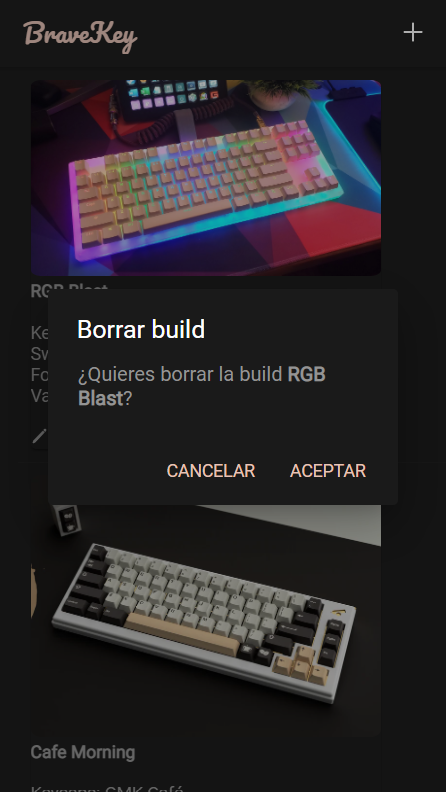 BraveKey
RGB Blast
Ke
Sw
Fo
Va
Borrar build
¿Quieres borrar la build RGB
Blast?
CANCELAR
ACEPTAR
Cafe Morning
Keycaps: GMK Café